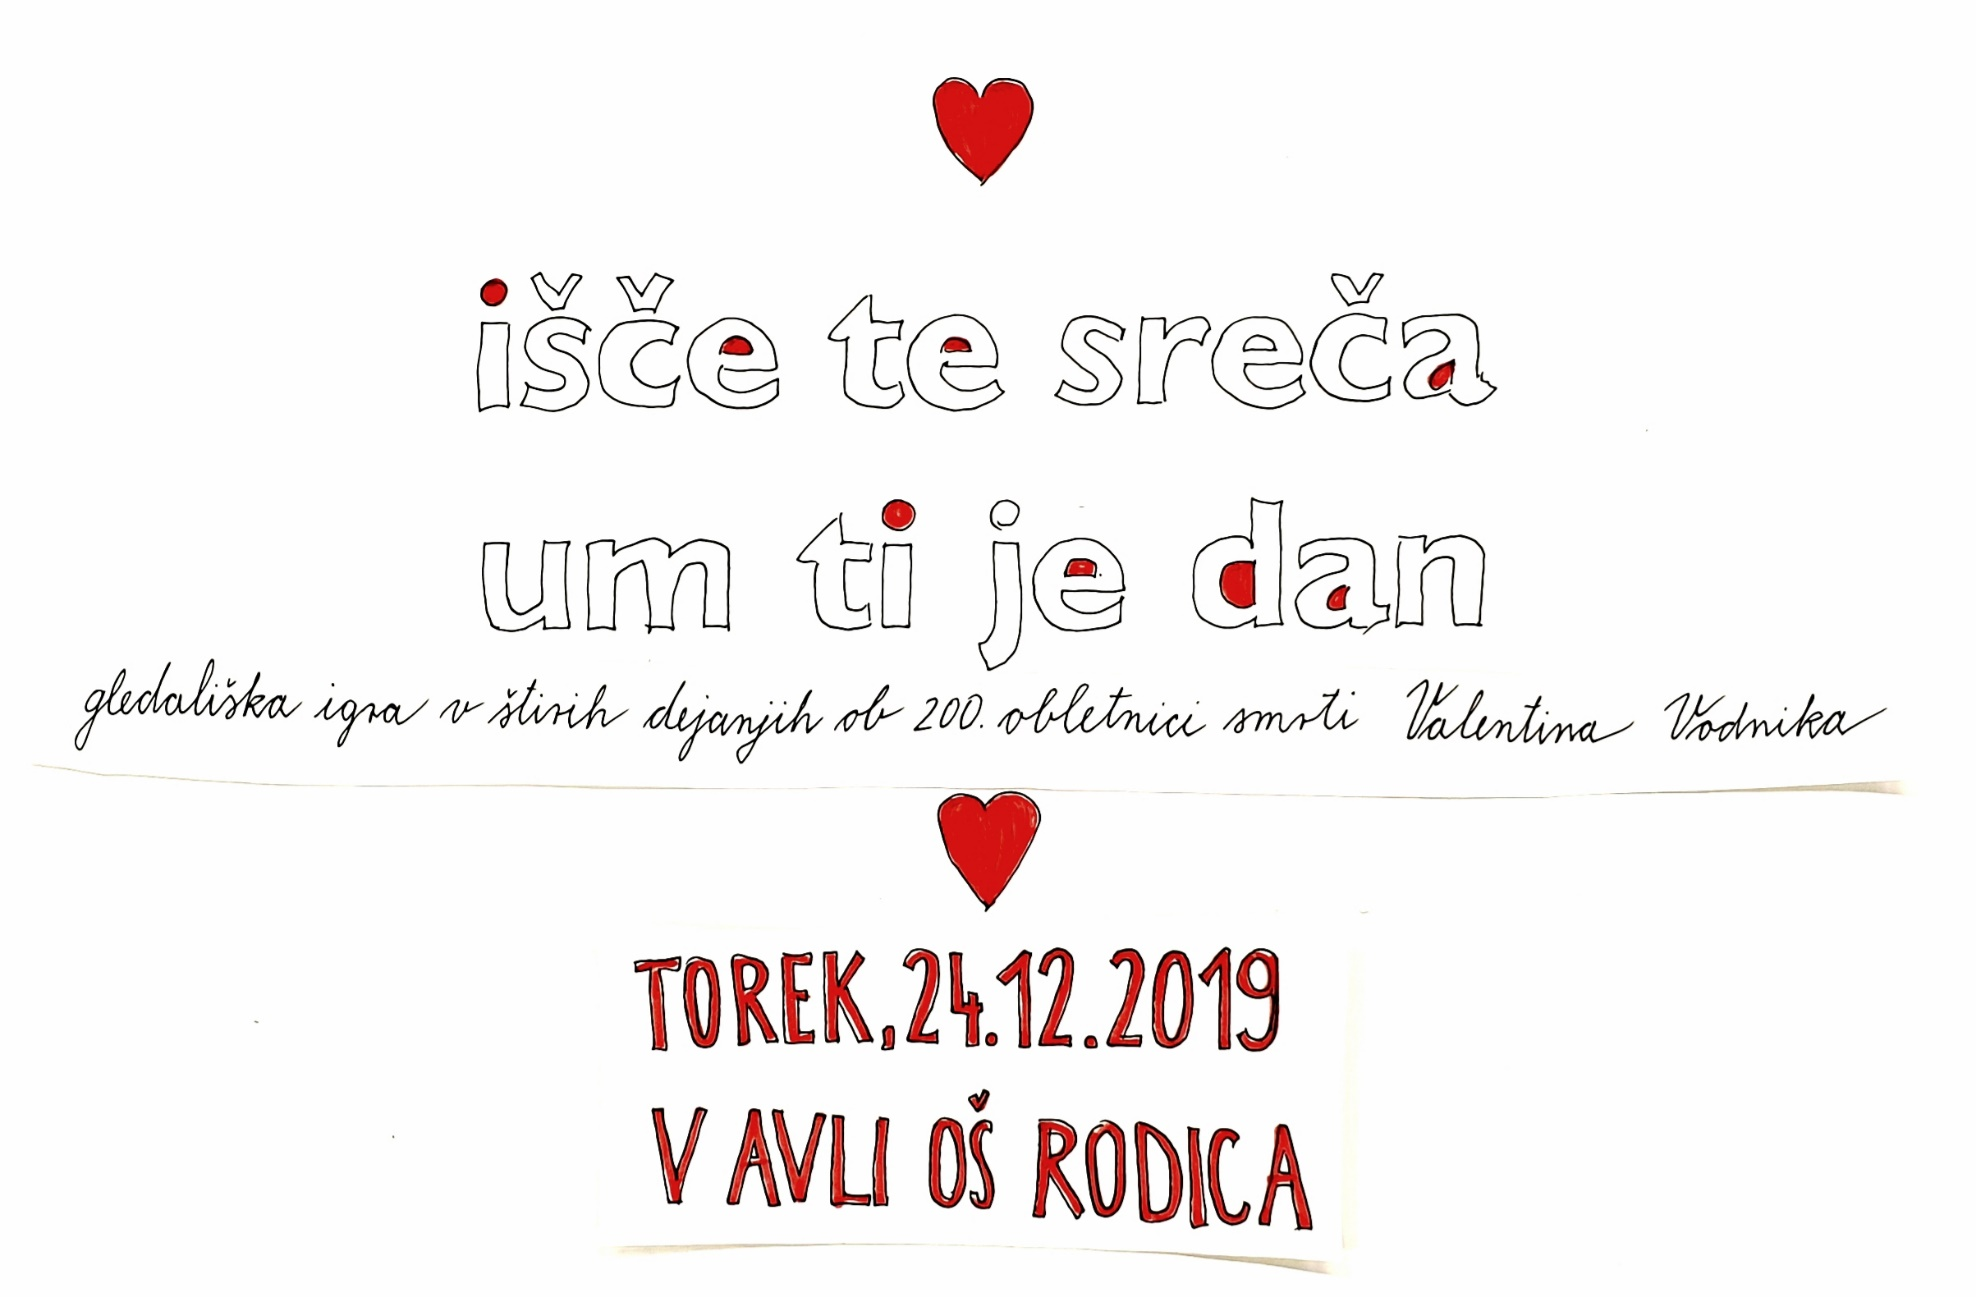 išče te sreča
um ti je dan
gledališka igra v štirih dejanjih ob 200. obletnici smrti Valentina Vodnika
TOREK, 24.12.2019
V AVLI OŠ RODICA